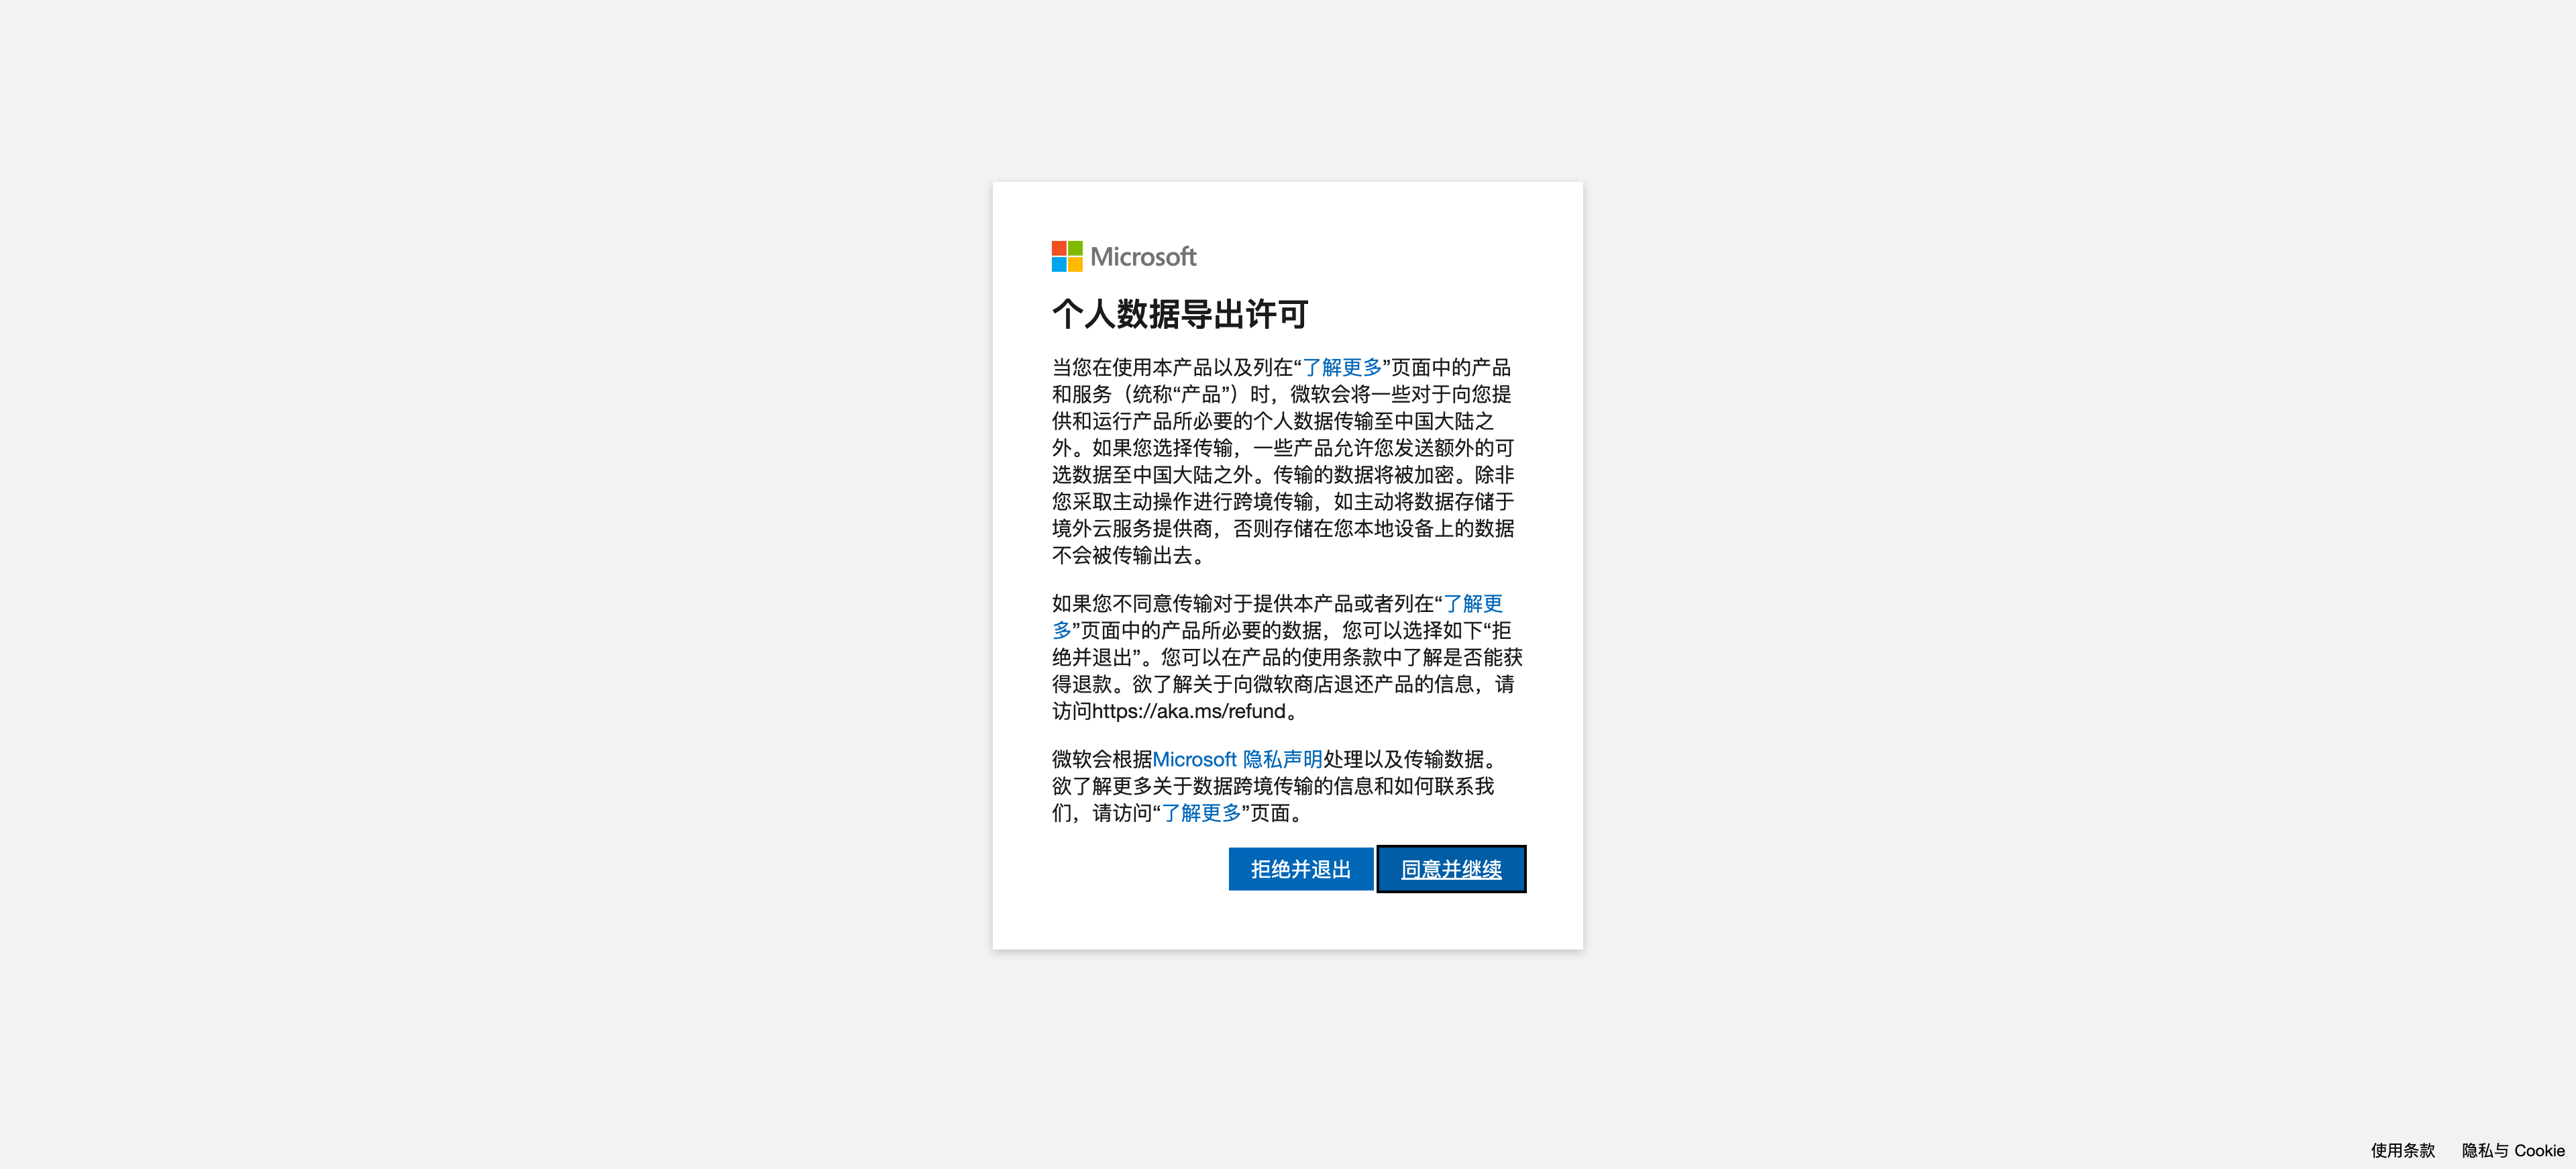 Microsoft
个人数据导出许可
当您在使用本产品以及列在“了解更多”页面中的产品
和服务（统称“产品”）时，微软会将一些对于向您提
供和运行产品所必要的个人数据传输至中国大陆之
外。如果您选择传输，一些产品允许您发送额外的可
选数据至中国大陆之外。传输的数据将被加密。除非
您采取主动操作进行跨境传输，如主动将数据存储于
境外云服务提供商，否则存储在您本地设备上的数据
不会被传输出去。
如果您不同意传输对于提供本产品或者列在“了解更
多”页面中的产品所必要的数据，您可以选择如下“拒
绝并退出”。您可以在产品的使用条款中了解是否能获
得退款。欲了解关于向微软商店退还产品的信息，请
访问https://aka.ms/refund。
微软会根据Microsoft 隐私声明处理以及传输数据。
欲了解更多关于数据跨境传输的信息和如何联系我
们，请访问“了解更多”页面。
拒绝并退出 同意并继续
使用条款 隐私与 Cookie